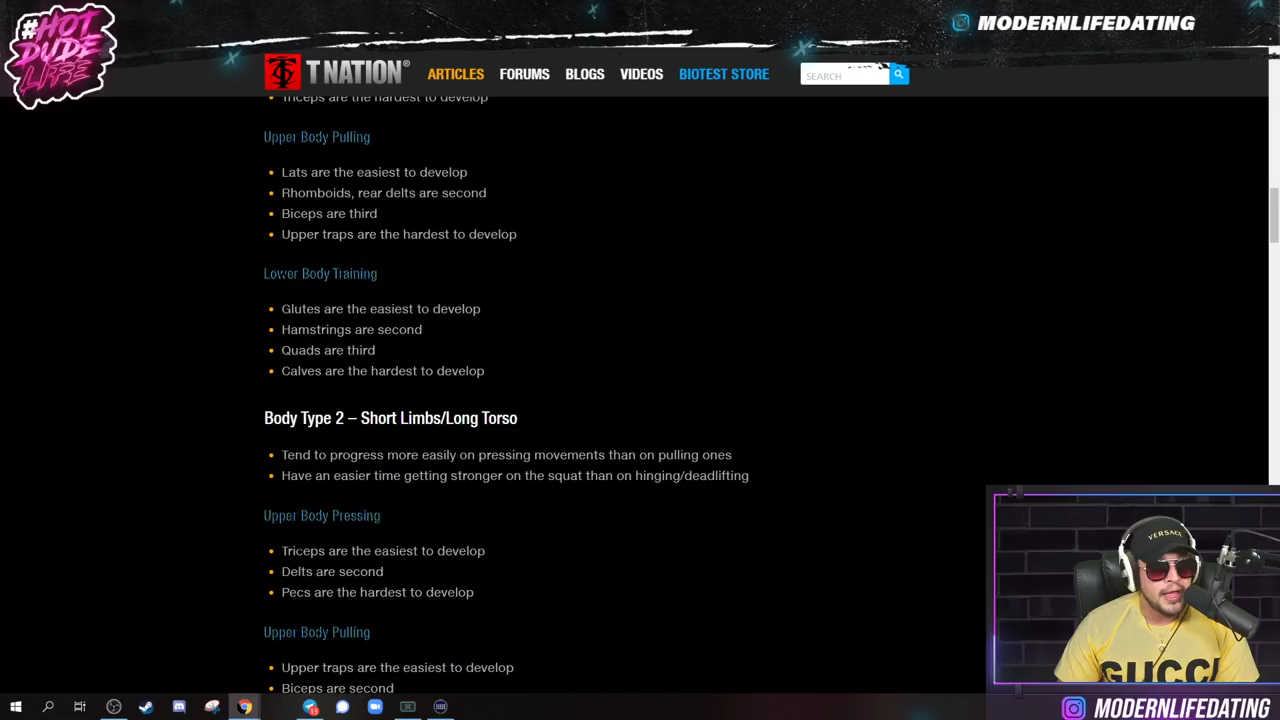 #HOT
DUDE
LIFE
MODERNLIFEDATING
T NATION®
ARTICLES FORUMS BLOGS VIDEOS BIOTEST STORE
SEARCH
Triceps are the hardest to develop
Upper Body Pulling
• Lats are the easiest to develop
• Rhomboids, rear delts are second
• Biceps are third
• Upper traps are the hardest to develop
Lower Body Training
• Glutes are the easiest to develop
• Hamstrings are second
• Quads are third
• Calves are the hardest to develop
Body Type 2 – Short Limbs/Long Torso
• Tend to progress more easily on pressing movements than on pulling ones
• Have an easier time getting stronger on the squat than on hinging/deadlifting
Upper Body Pressing
• Triceps are the easiest to develop
• Delts are second
• Pecs are the hardest to develop
Upper Body Pulling
• Upper traps are the easiest to develop
• Biceps are second
VERSACE
GUCCI
MODERNLIFEDATING